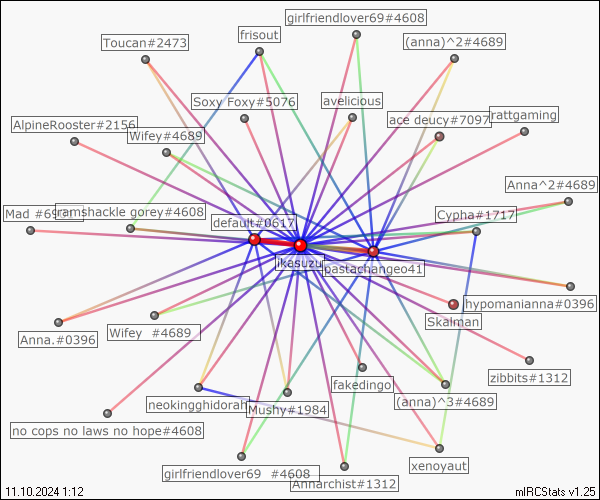 girlfriendlover69#4608
frisout
Toucan#2473
(anna)^2#4689
Soxy Foxy#5076
avelicious
ace deucy#7097
rattgaming
AlpineRooster#2156
Wifey#4689
Anna^2#4689
Mad #69
ramshackle gorey#4608
Cypha#1717
default#0617
ikasuzu
pastachangeo41
hypomanianna#0396
Skalman
Anna.#0396
Wifey #4689
zibbits#1312
fakedingo
neokingghidorah
Mushy#1984
(anna)^3#4689
no cops no laws no hope#4608
xenoyaut
girlfriendlover69 #4608
Annarchist#1312
11.10.2024 1:12
mIRCStats v1.25